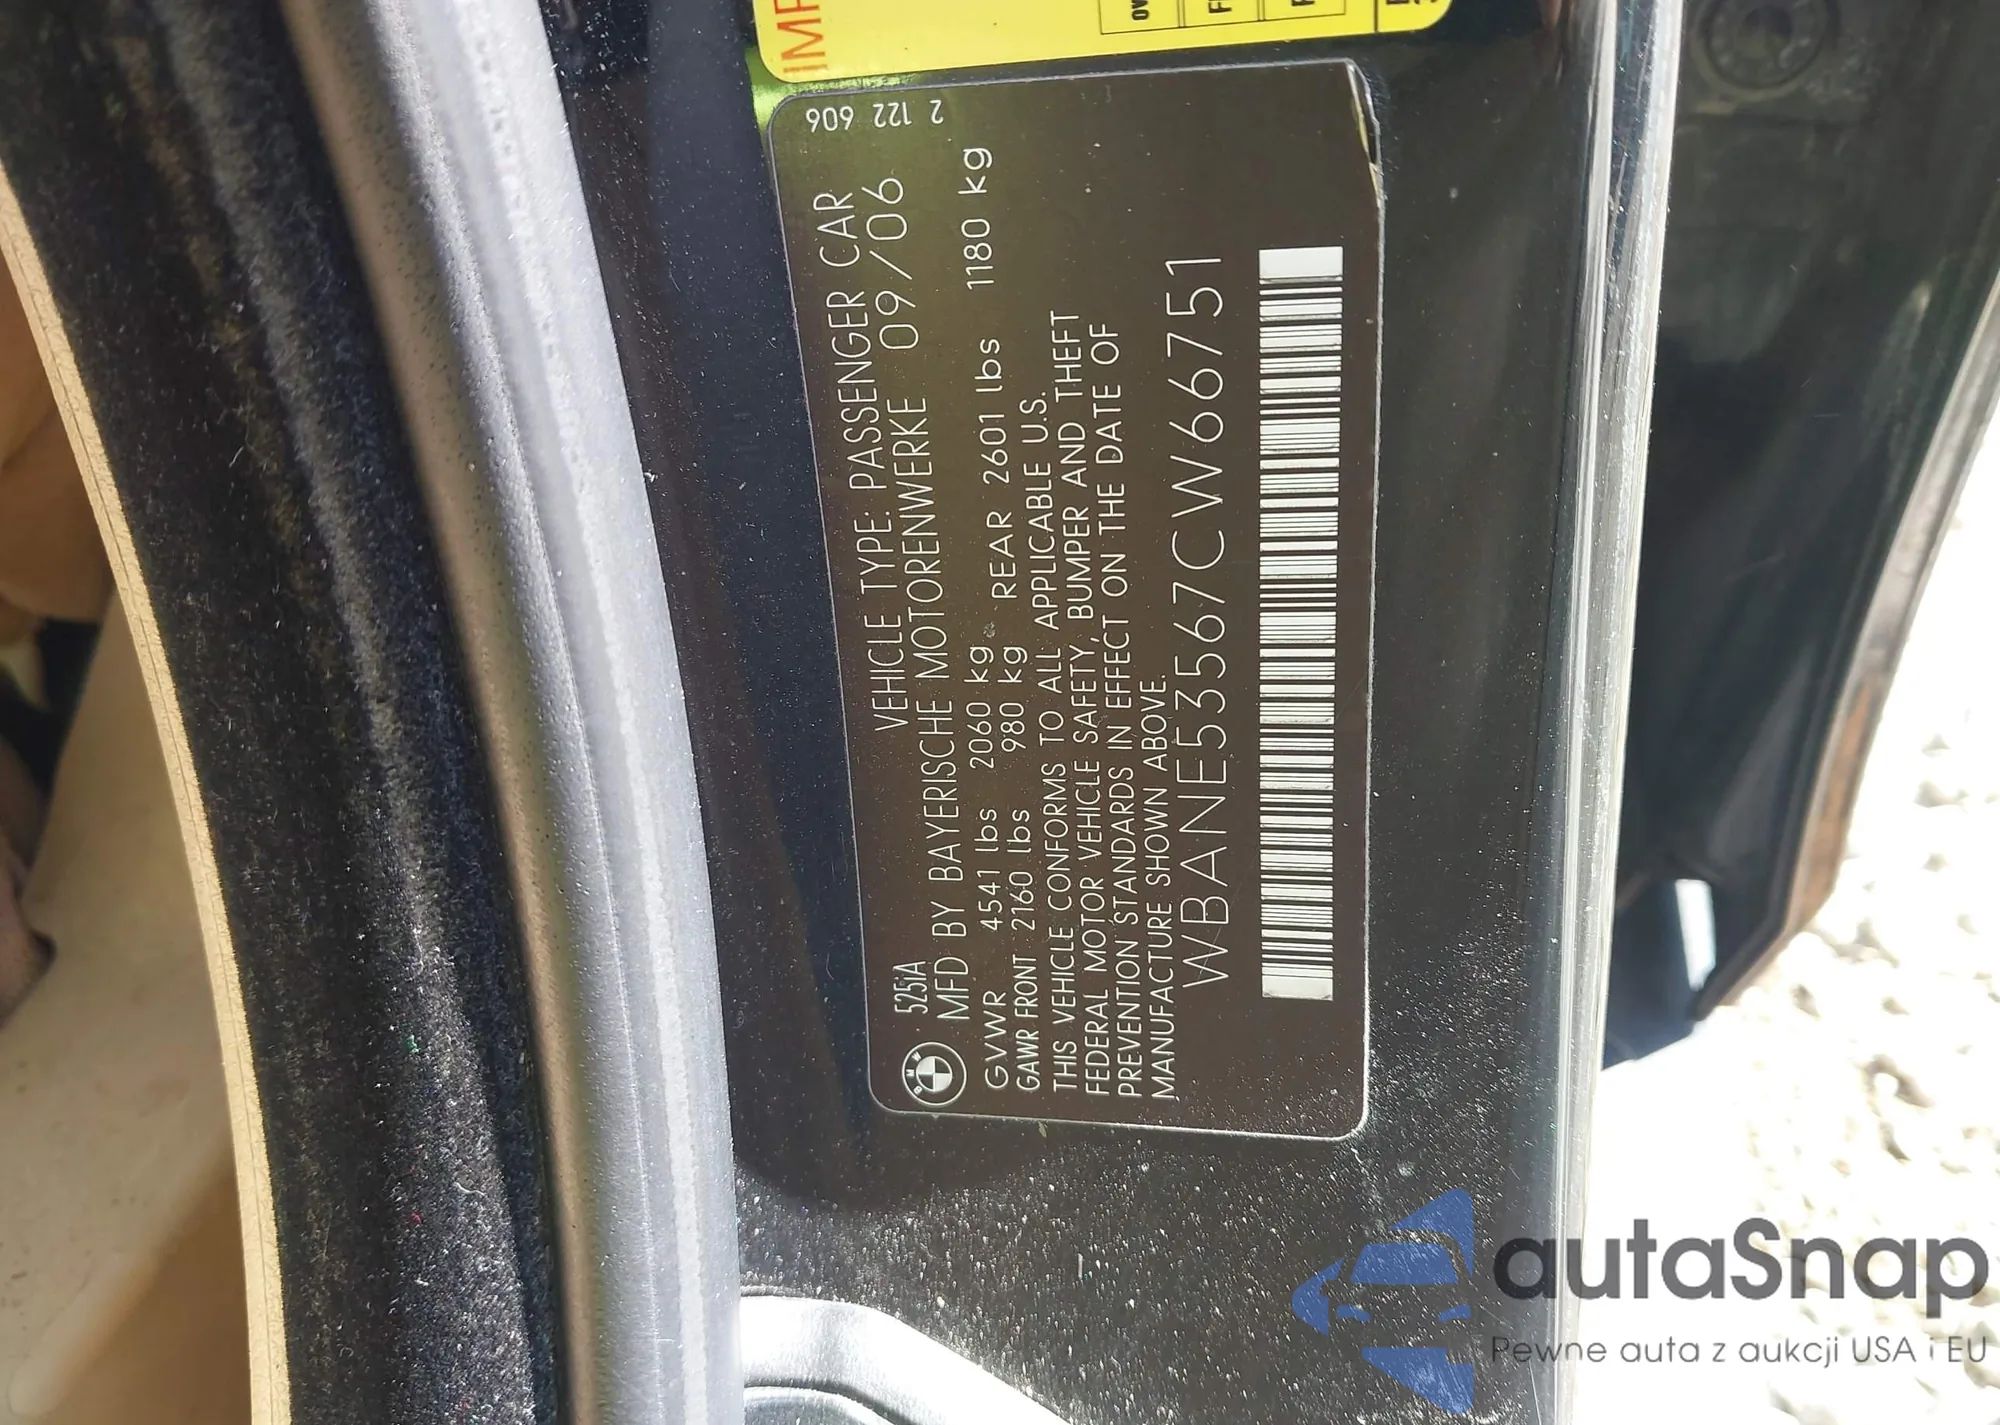 525iA VEHICLE TYPE: PASSENGER CAR 2 122 606
MFD BY BAYERISCHE MOTORENWERKE 09/06
GVWR 4541 lbs 2060 kg
GAWR FRONT 2160 lbs 980 kg REAR 2601 lbs 1180 kg
THIS VEHICLE CONFORMS TO ALL APPLICABLE U.S.
FEDERAL MOTOR VEHICLE SAFETY, BUMPER AND THEFT
PREVENTION STANDARDS IN EFFECT ON THE DATE OF
MANUFACTURE SHOWN ABOVE.
WBANE53567CW66751
BMW
autoSnap
Pewne auta z aukcji USA i EU